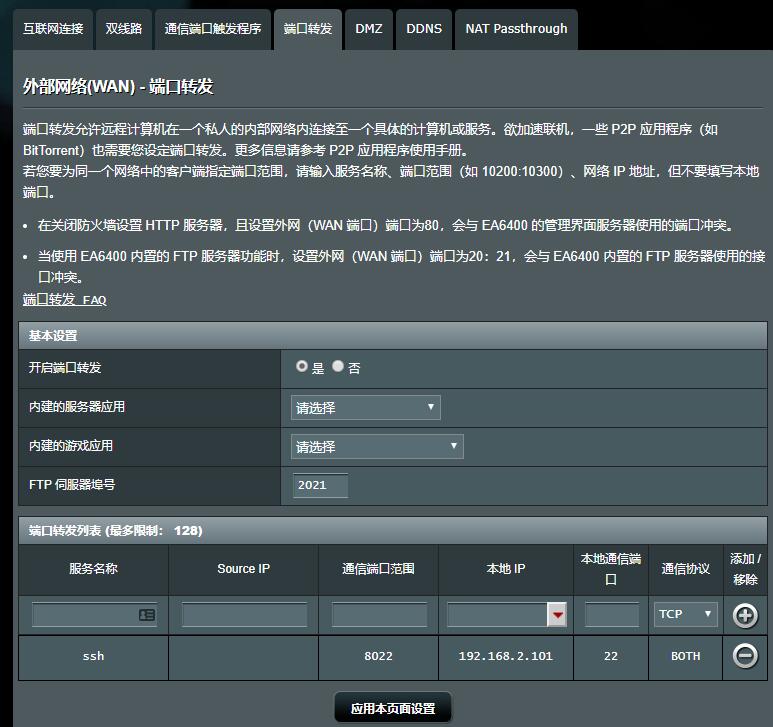 互联网连接 双线路 通信端口触发程序 端口转发 DMZ DDNS NAT Passthrough
外部网络(WAN) - 端口转发
端口转发允许远程计算机在一个私人的内部网络内连接至一个具体的计算机或服务。欲加速联机，一些 P2P 应用程序（如
BitTorrent）也需要您设定端口转发。更多信息请参考 P2P 应用程序使用手册。
若您要为同一个网络中的客户端指定端口范围，请输入服务名称、端口范围（如 10200:10300）、网络 IP 地址，但不要填写本地
端口。
• 在关闭防火墙设置 HTTP 服务器，且设置外网（WAN 端口）端口为80，会与 EA6400 的管理界面服务器使用的端口冲突。
• 当使用 EA6400 内置的 FTP 服务器功能时，设置外网（WAN 端口）端口为20：21，会与 EA6400 内置的 FTP 服务器使用的接
口冲突。
端口转发 FAQ
基本设置
开启端口转发 是 否
内建的服务器应用 请选择
内建的游戏应用 请选择
FTP 伺服器埠号 2021
端口转发列表 (最多限制： 128)
服务名称 Source IP 通信端口范围 本地 IP 本地通信端口 通信协议 添加 / 移除
TCP
ssh 8022 192.168.2.101 22 BOTH
应用本页面设置